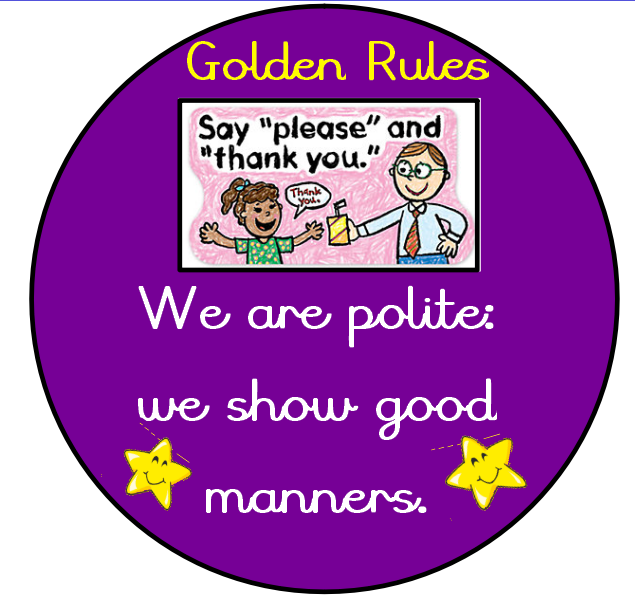 Golden Rules
Say "please" and
"thank you."
Thank
you.
We are polite:
we show good
manners.